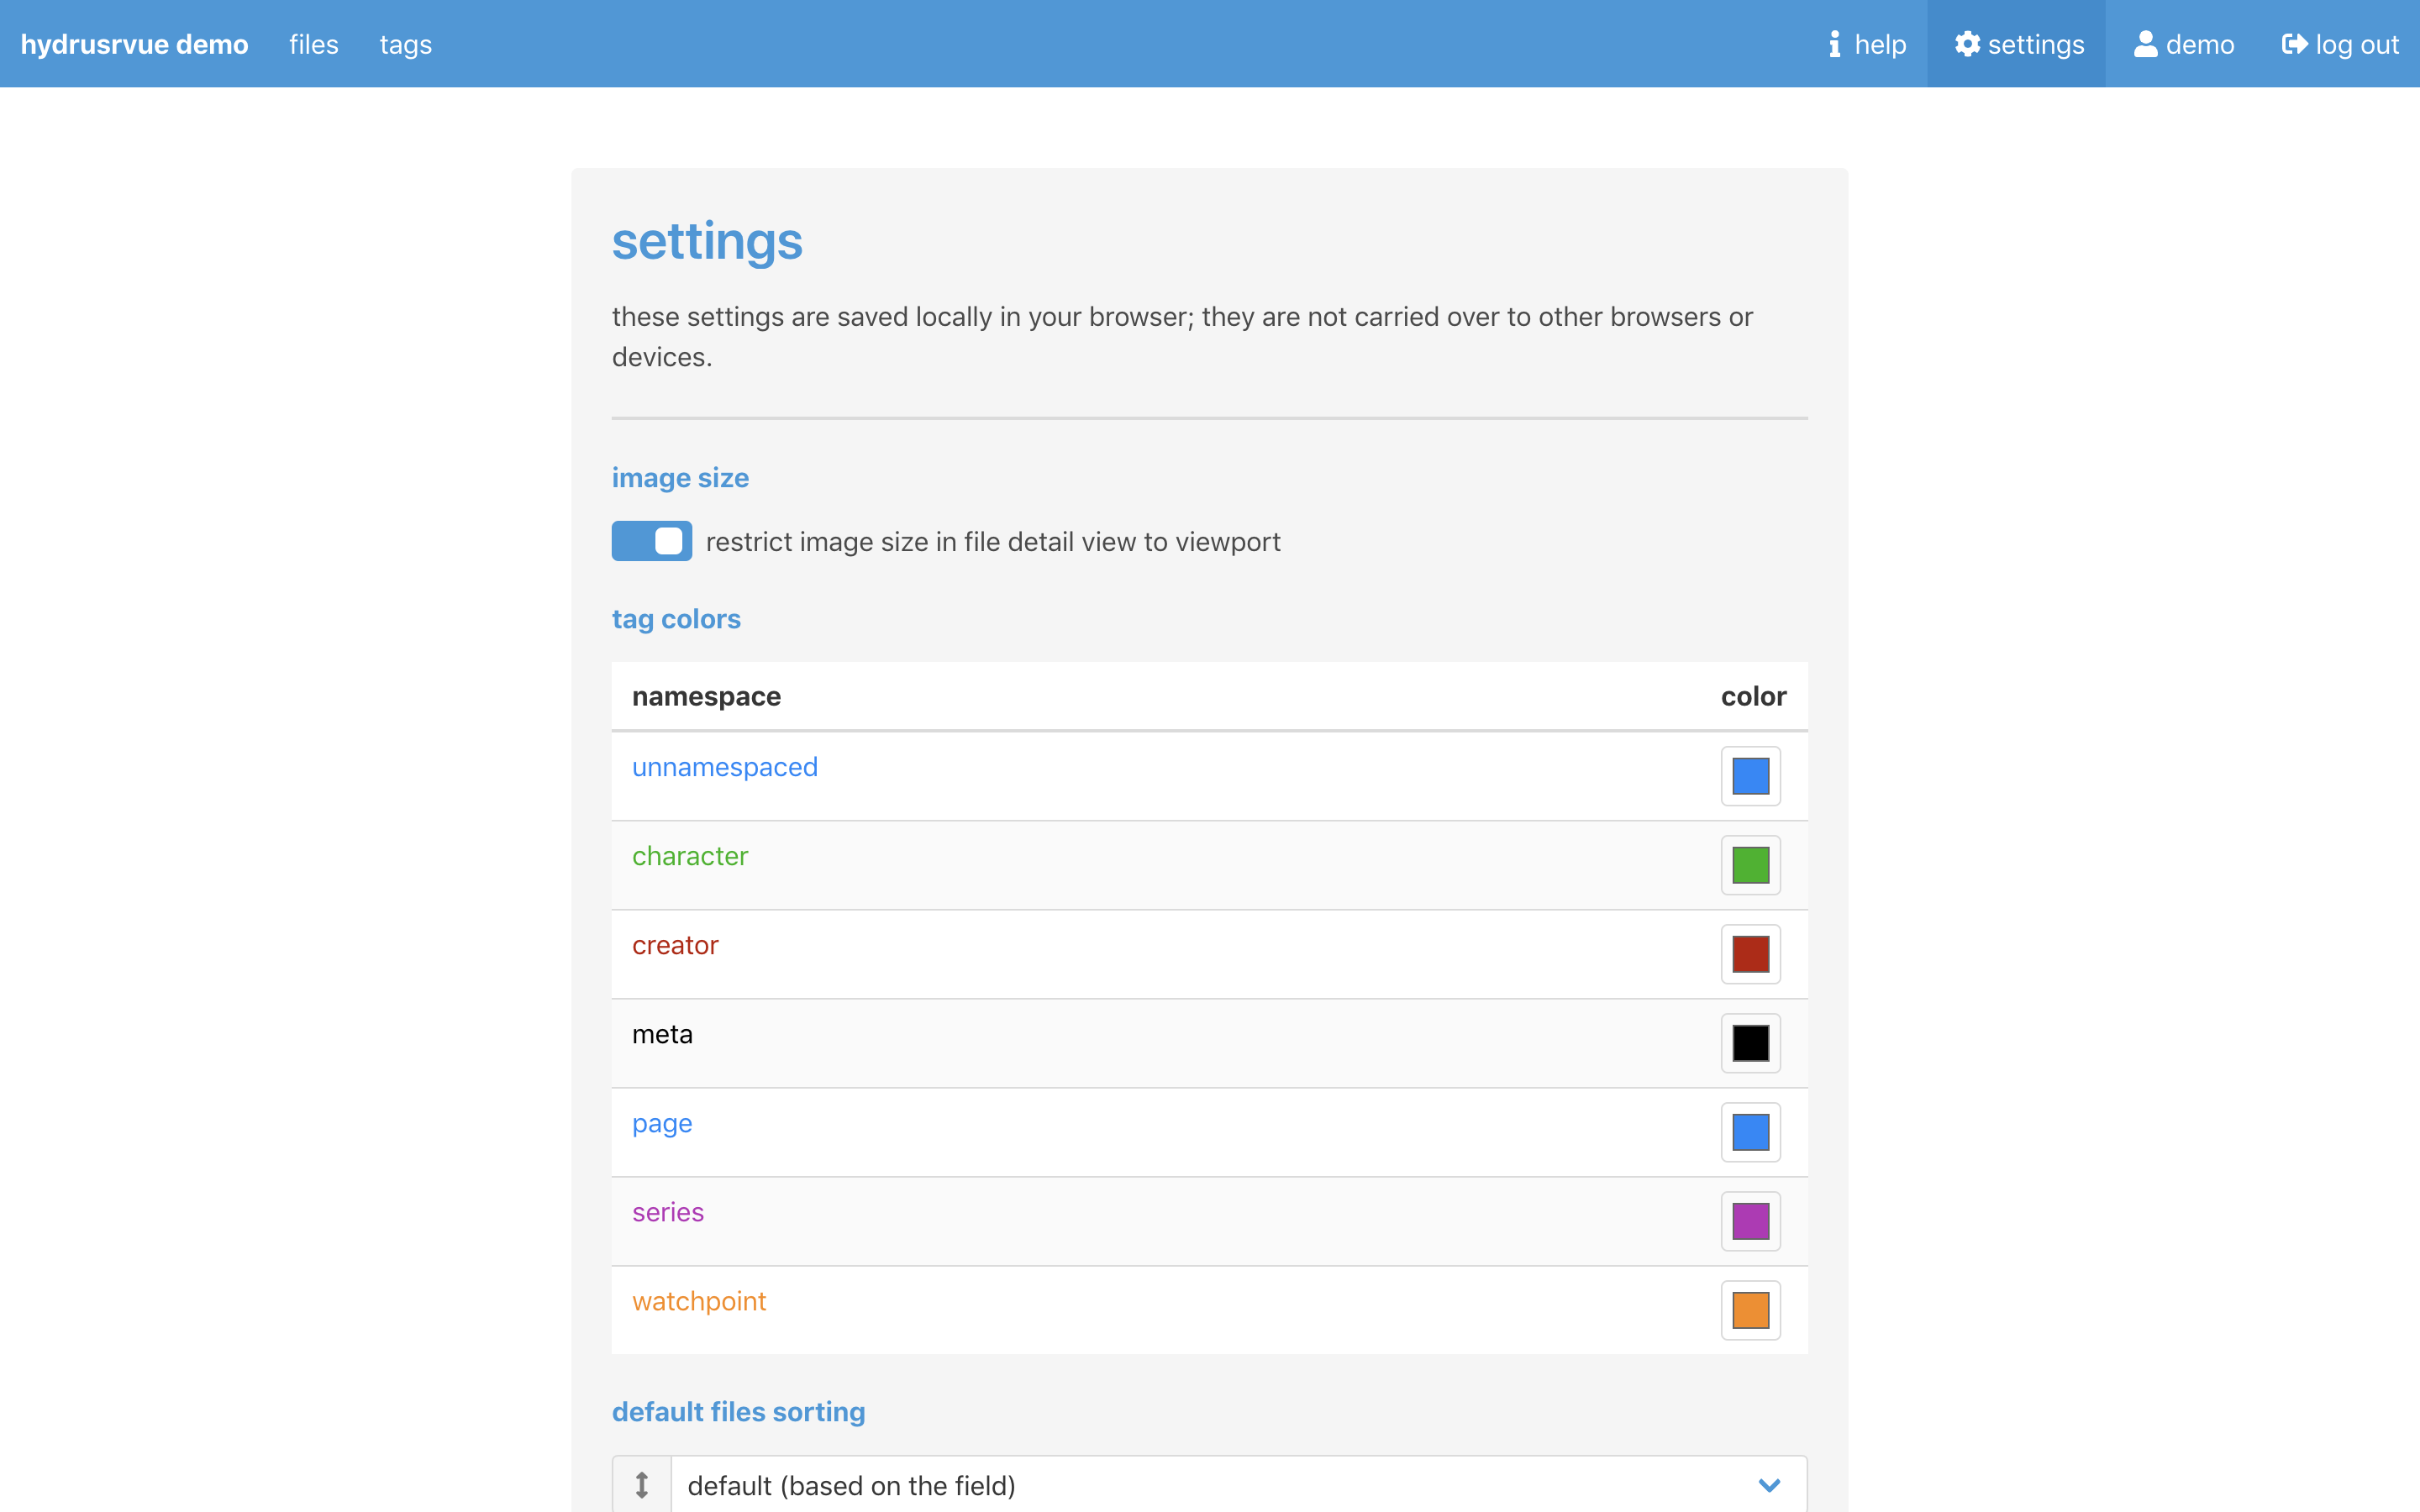 hydrusrvue demo files tags help settings demo log out
settings
these settings are saved locally in your browser; they are not carried over to other browsers or
devices.
image size
restrict image size in file detail view to viewport
tag colors
namespace color
unnamespaced
character
creator
meta
page
series
watchpoint
default files sorting
default (based on the field)